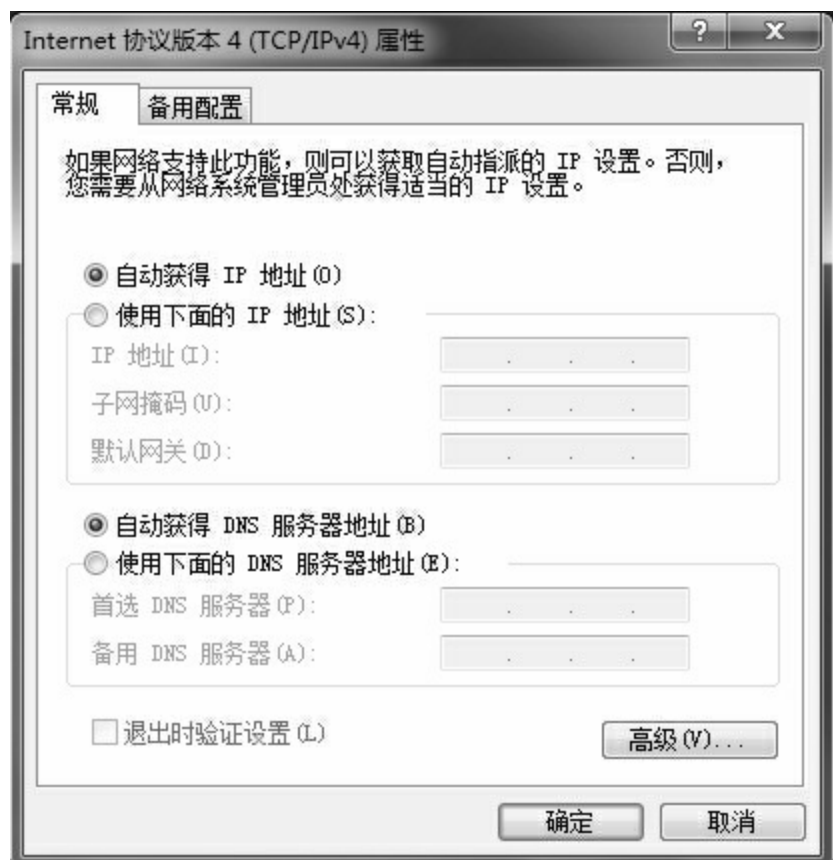 Internet 协议版本 4 (TCP/IPv4) 属性
常规
备用配置
如果网络支持此功能，则可以获取自动指派的 IP 设置。否则，
您需要从网络系统管理员处获得适当的 IP 设置。
自动获得 IP 地址(O)
使用下面的 IP 地址(S):
IP 地址(I):
子网掩码(U):
默认网关(D):
自动获得 DNS 服务器地址(B)
使用下面的 DNS 服务器地址(E):
首选 DNS 服务器(P):
备用 DNS 服务器(A):
退出时验证设置(L)
高级(V)...
确定
取消